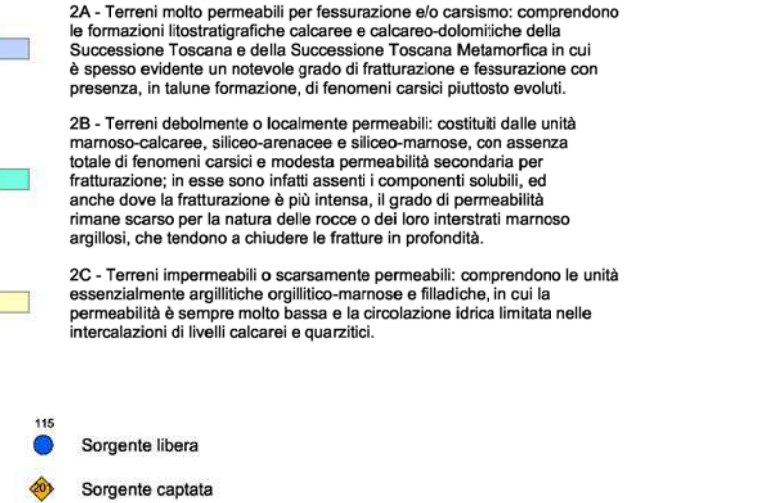 2A - Terreni molto permeabili per fessurazione e/o carsismo: comprendono
le formazioni litostratigrafiche calcaree e calcareo-dolomitiche della
Successione Toscana e della Successione Toscana Metamorfica in cui
è spesso evidente un notevole grado di fratturazione e fessurazione con
presenza, in talune formazione, di fenomeni carsici piuttosto evoluti.
2B - Terreni debolmente o localmente permeabili: costituiti dalle unità
marnoso-calcaree, siliceo-arenacee e siliceo-marnose, con assenza
totale di fenomeni carsici e modesta permeabilità secondaria per
fratturazione; in esse sono infatti assenti i componenti solubili, ed
anche dove la fratturazione è più intensa, il grado di permeabilità
rimane scarso per la natura delle rocce o dei loro interstrati marnoso
argillosi, che tendono a chiudere le fratture in profondità.
2C - Terreni impermeabili o scarsamente permeabili: comprendono le unità
essenzialmente argillitiche orgillitico-marnose e filladiche, in cui la
permeabilità è sempre molto bassa e la circolazione idrica limitata nelle
intercalazioni di livelli calcarei e quarzitici.
115
Sorgente libera
201 Sorgente captata